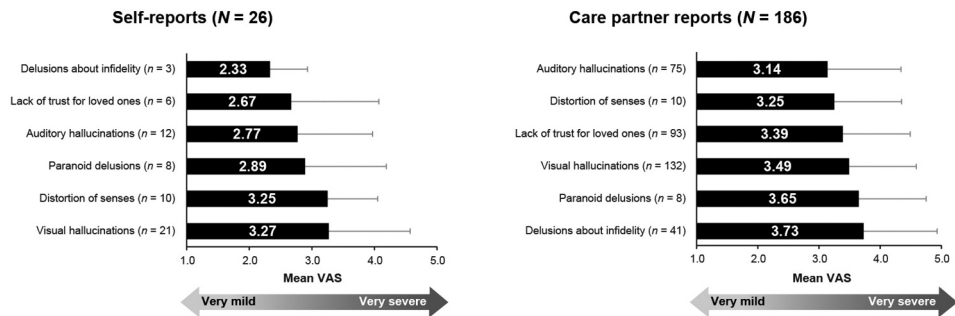 Self-reports (N = 26)
Delusions about infidelity (n = 3)
2.33
Lack of trust for loved ones (n = 6)
2.67
Auditory hallucinations (n = 12)
2.77
Paranoid delusions (n = 8)
2.89
Distortion of senses (n = 10)
3.25
Visual hallucinations (n = 21)
3.27
1.0 2.0 3.0 4.0 5.0
Mean VAS
Very mild Very severe
Care partner reports (N = 186)
Auditory hallucinations (n = 75)
3.14
Distortion of senses (n = 10)
3.25
Lack of trust for loved ones (n = 93)
3.39
Visual hallucinations (n = 132)
3.49
Paranoid delusions (n = 8)
3.65
Delusions about infidelity (n = 41)
3.73
1.0 2.0 3.0 4.0 5.0
Mean VAS
Very mild Very severe